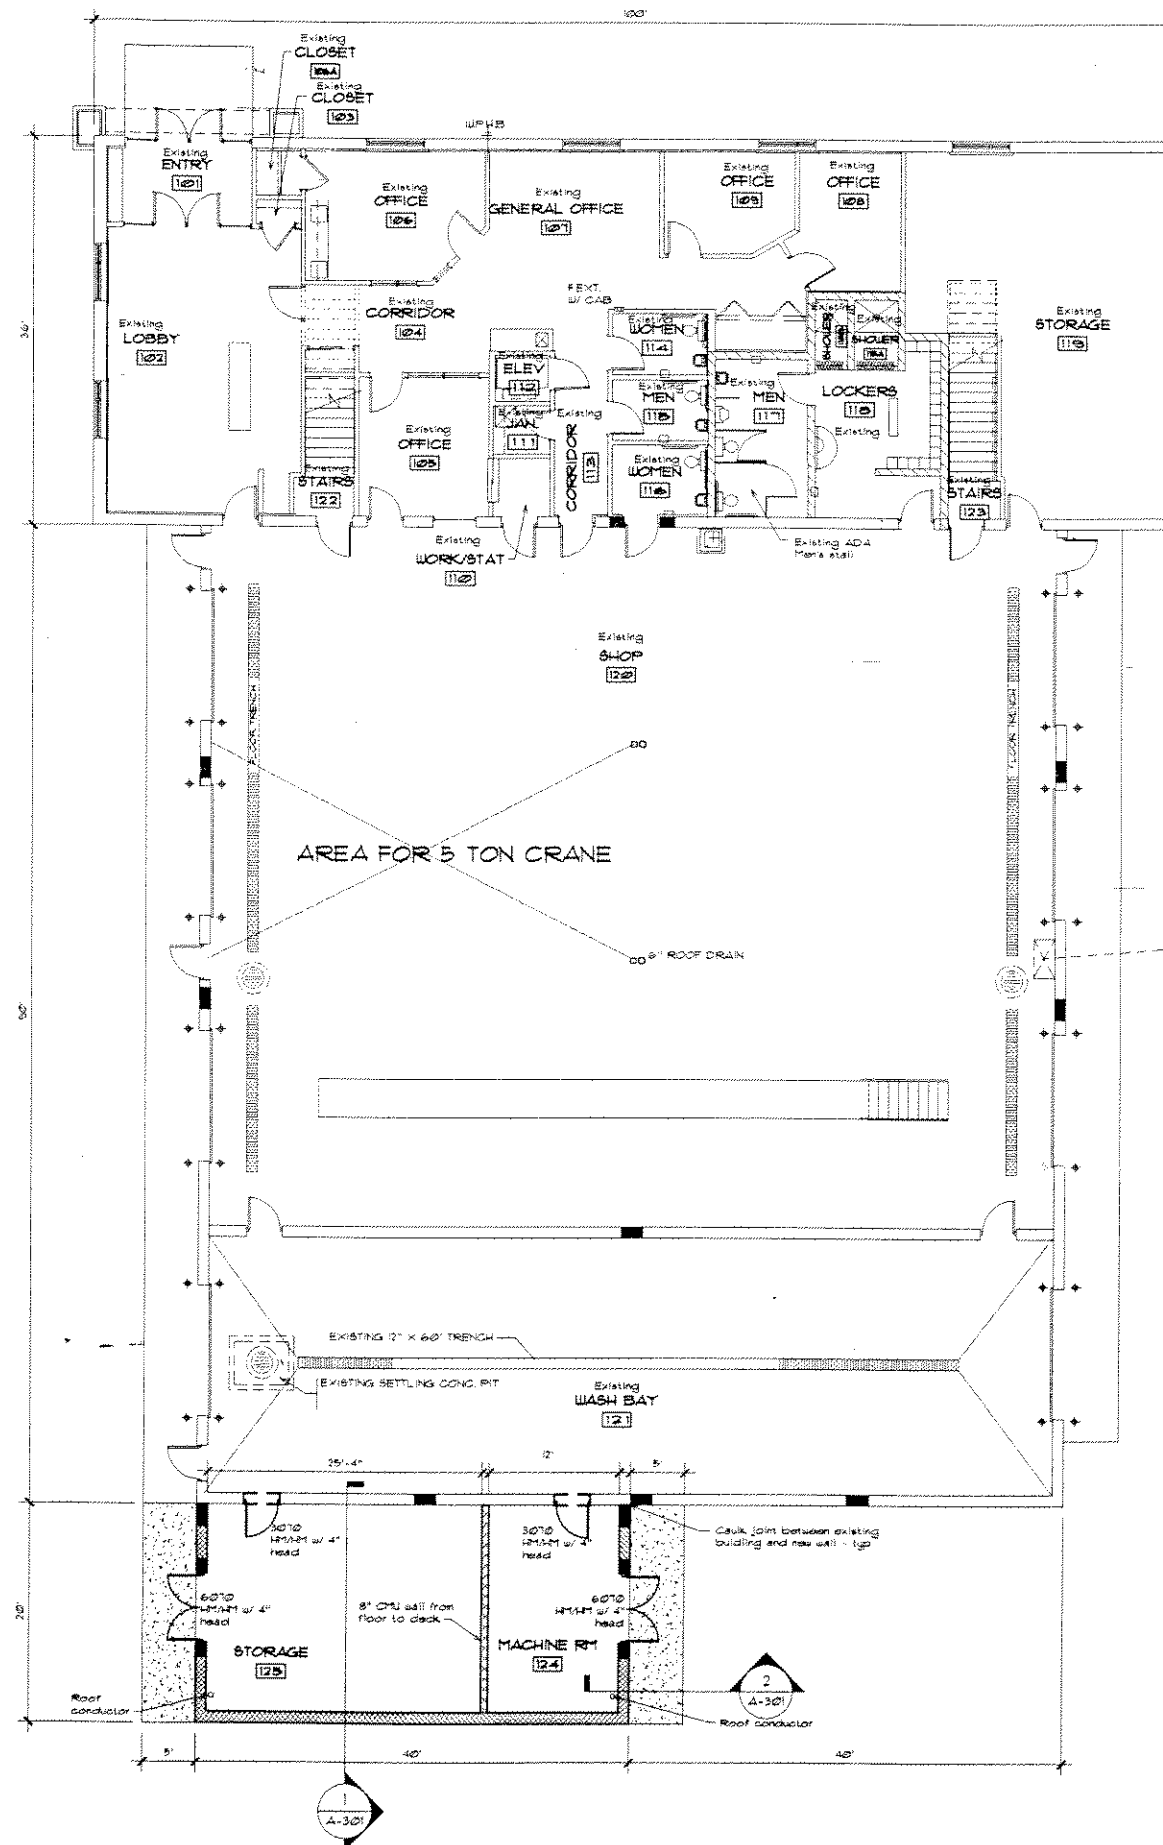 100'
Existing
CLOSET
103A
Existing
CLOSET
103
WPHB
Existing
ENTRY
101
Existing
OFFICE
106
Existing
GENERAL OFFICE
107
Existing
OFFICE
109
Existing
OFFICE
108
36'
Existing
LOBBY
102
Existing
CORRIDOR
104
F.EXT.
W/ CAB
Existing
WOMEN
114
Existing
SHOWER
Existing
SHOWER
Existing
STORAGE
119
Existing
ELEV
112
Existing
JAN.
111
Existing
MEN
115
Existing
MEN
117
LOCKERS
118
Existing
Existing
OFFICE
105
Existing
CORRIDOR
113
Existing
WOMEN
116
Existing
STAIRS
122
Existing
STAIRS
123
Existing
WORK/STAT
110
Existing ADA
Men's stall
Existing
SHOP
120
FLOOR TRENCH
FLOOR TRENCH
AREA FOR 5 TON CRANE
6" ROOF DRAIN
90'
EXISTING 12" X 60' TRENCH
EXISTING SETTLING CONC. PIT
Existing
WASH BAY
121
25'-4"
12'
5'
3070
HM/HM w/ 4"
head
3070
HM/HM w/ 4"
head
Caulk joint between existing
building and new wall - typ
20'
6070
HM/HM w/ 4"
head
8" CMU wall from
floor to deck
6070
HM/HM w/ 4"
head
STORAGE
125
MACHINE RM
124
2
A-301
Roof
conductor
Roof conductor
5'
40'
40'
1
A-301